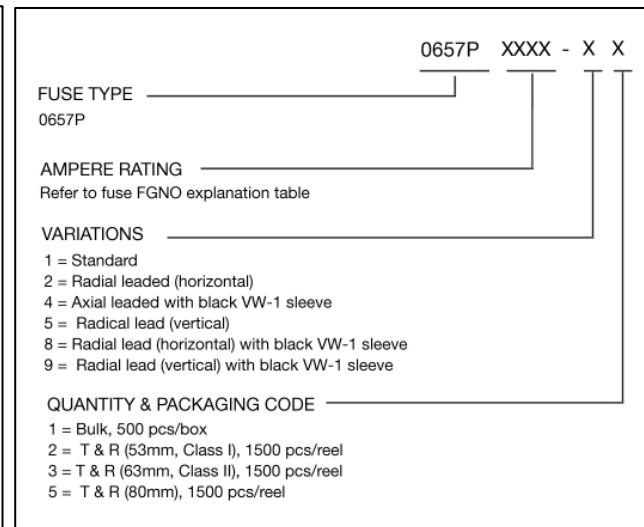 0657P XXXX - X X
FUSE TYPE
0657P
AMPERE RATING
Refer to fuse FGNO explanation table
VARIATIONS
1 = Standard
2 = Radial leaded (horizontal)
4 = Axial leaded with black VW-1 sleeve
5 = Radical lead (vertical)
8 = Radial lead (horizontal) with black VW-1 sleeve
9 = Radial lead (vertical) with black VW-1 sleeve
QUANTITY & PACKAGING CODE
1 = Bulk, 500 pcs/box
2 = T & R (53mm, Class I), 1500 pcs/reel
3 = T & R (63mm, Class II), 1500 pcs/reel
5 = T & R (80mm), 1500 pcs/reel